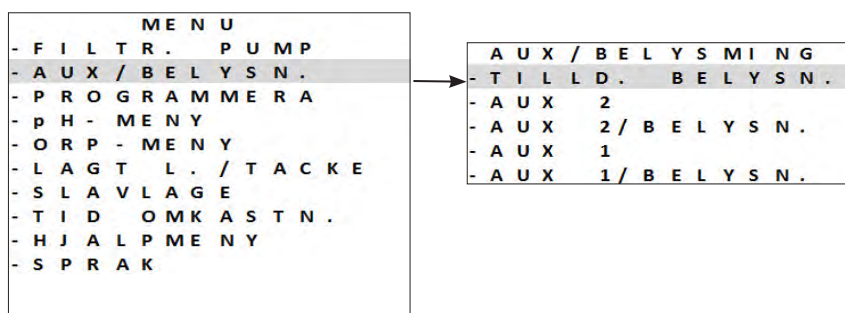 MENU
- FILTR. PUMP
- AUX/BELYSN.
- PROGRAMMERA
- pH- MENY
- ORP-MENY
- LAGT L./TACKE
- SLAVLAGE
- TID OMKASTN.
- HJALPMENY
- SPRAK
AUX/BELYSMING
- TILLD. BELYSN.
- AUX 2
- AUX 2/BELYSN.
- AUX 1
- AUX 1/BELYSN.